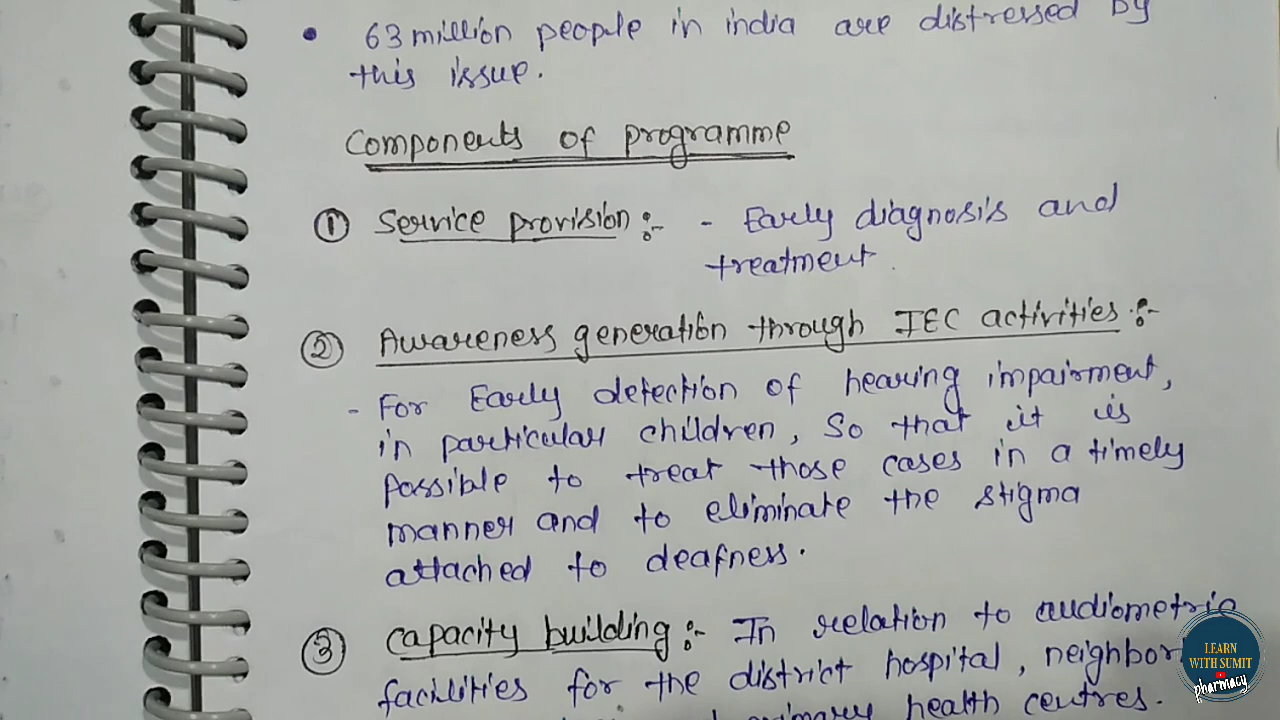 • 63 million people in india are distressed by
this issue.
Components of programme
① Service provision :- - Early diagnosis and
treatment
② Awareness generation through IEC activities :-
- For Early detection of hearing impairment,
in particular children, so that it is
possible to treat those cases in a timely
manner and to eliminate the stigma
attached to deafness.
③ capacity building :- In relation to audiometric
facilities for the district hospital,
health centres.
LEARN
WITH SUMIT
pharmacy